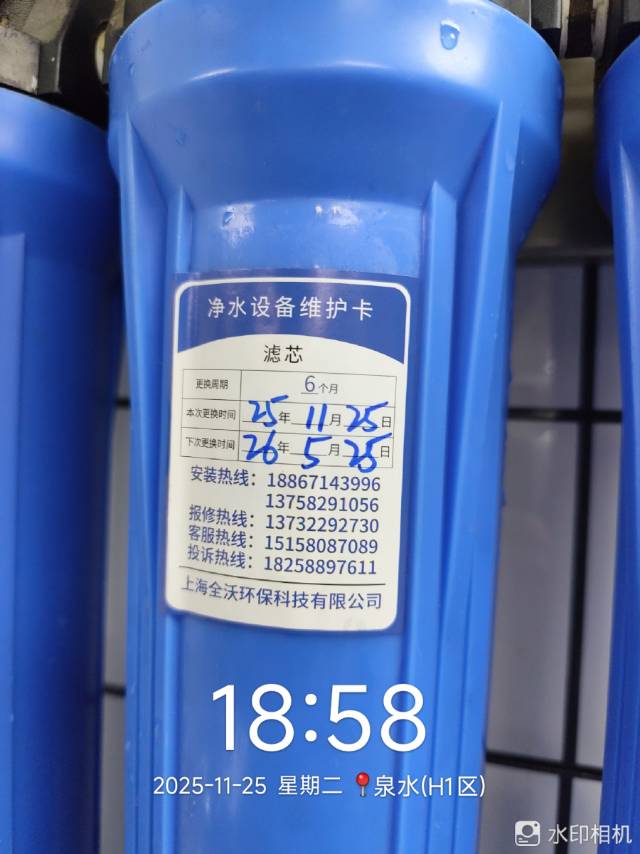 净水设备维护卡
滤芯
更换周期 6个月
本次更换时间 25年11月25日
下次更换时间 26年5月25日
安装热线：18867143996
13758291056
报修热线：13732292730
客服热线：15158087089
投诉热线：18258897611
上海全沃环保科技有限公司
18:58
2025-11-25 星期二 📍泉水(H1区)
水印相机